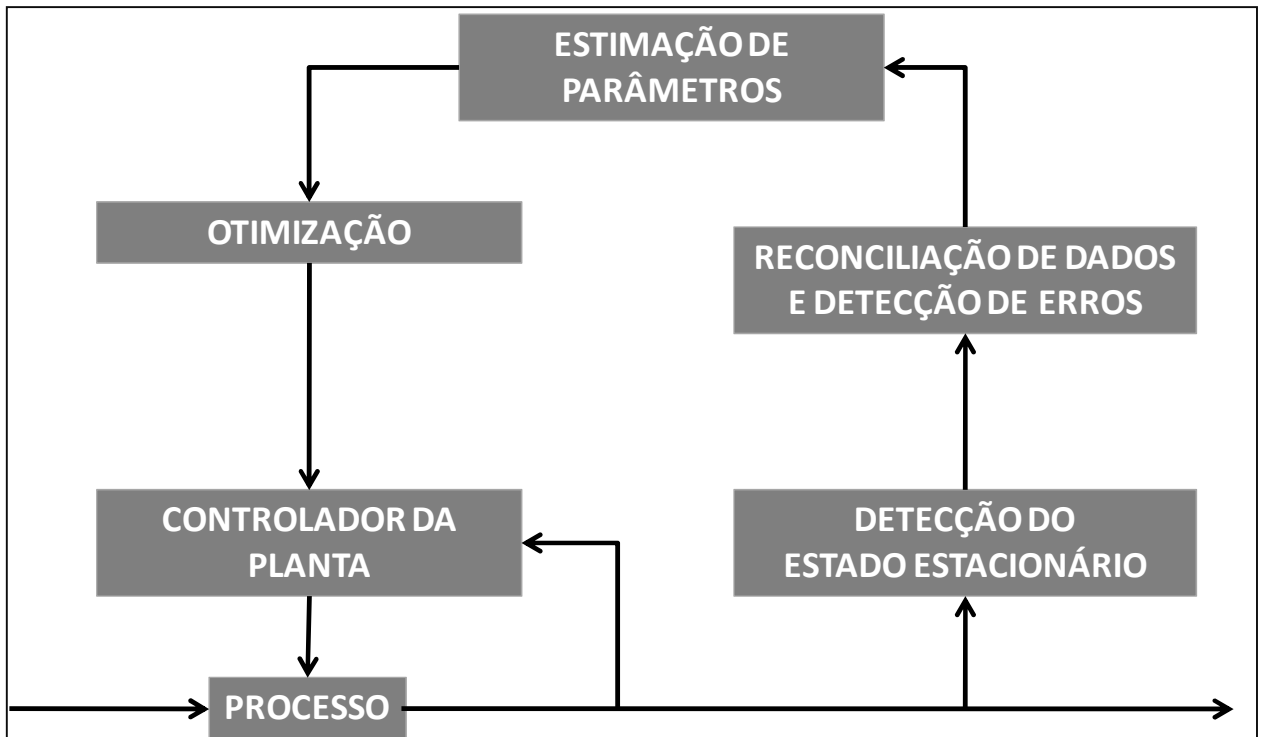 ESTIMAÇÃO DE
PARÂMETROS
OTIMIZAÇÃO
RECONCILIAÇÃO DE DADOS
E DETECÇÃO DE ERROS
CONTROLADOR DA
PLANTA
DETECÇÃO DO
ESTADO ESTACIONÁRIO
PROCESSO